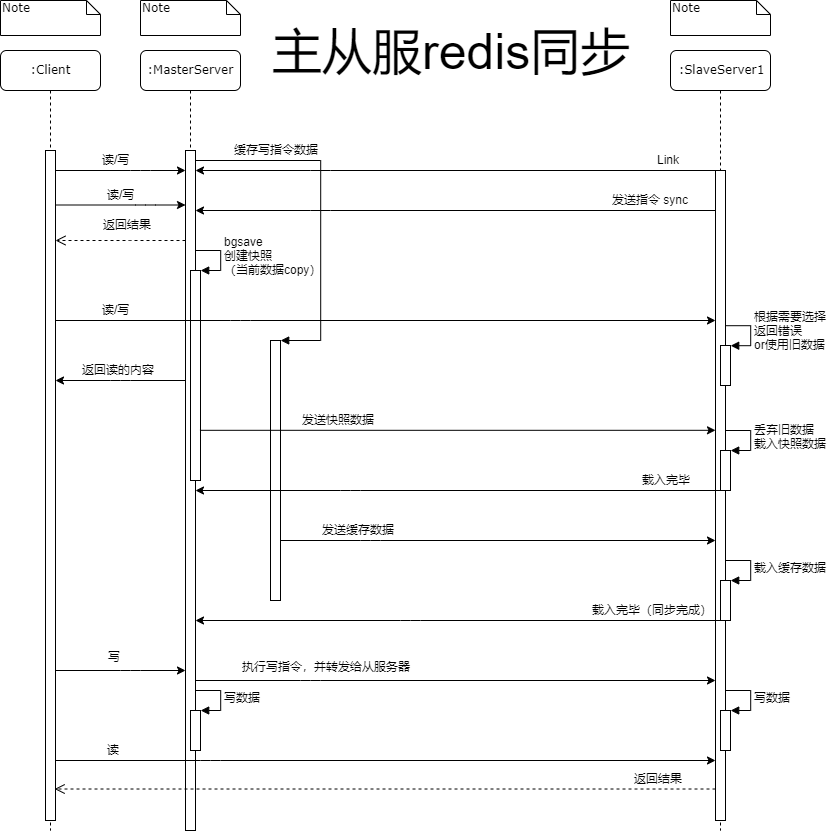 Note
Note
Note
主从服redis同步
:Client
:MasterServer
:SlaveServer1
缓存写指令数据
读/写
Link
读/写
发送指令 sync
返回结果
bgsave
创建快照
（当前数据copy）
读/写
根据需要选择
返回错误
or使用旧数据
返回读的内容
发送快照数据
丢弃旧数据
载入快照数据
载入完毕
发送缓存数据
载入缓存数据
载入完毕（同步完成）
写
执行写指令，并转发给从服务器
写数据
写数据
读
返回结果